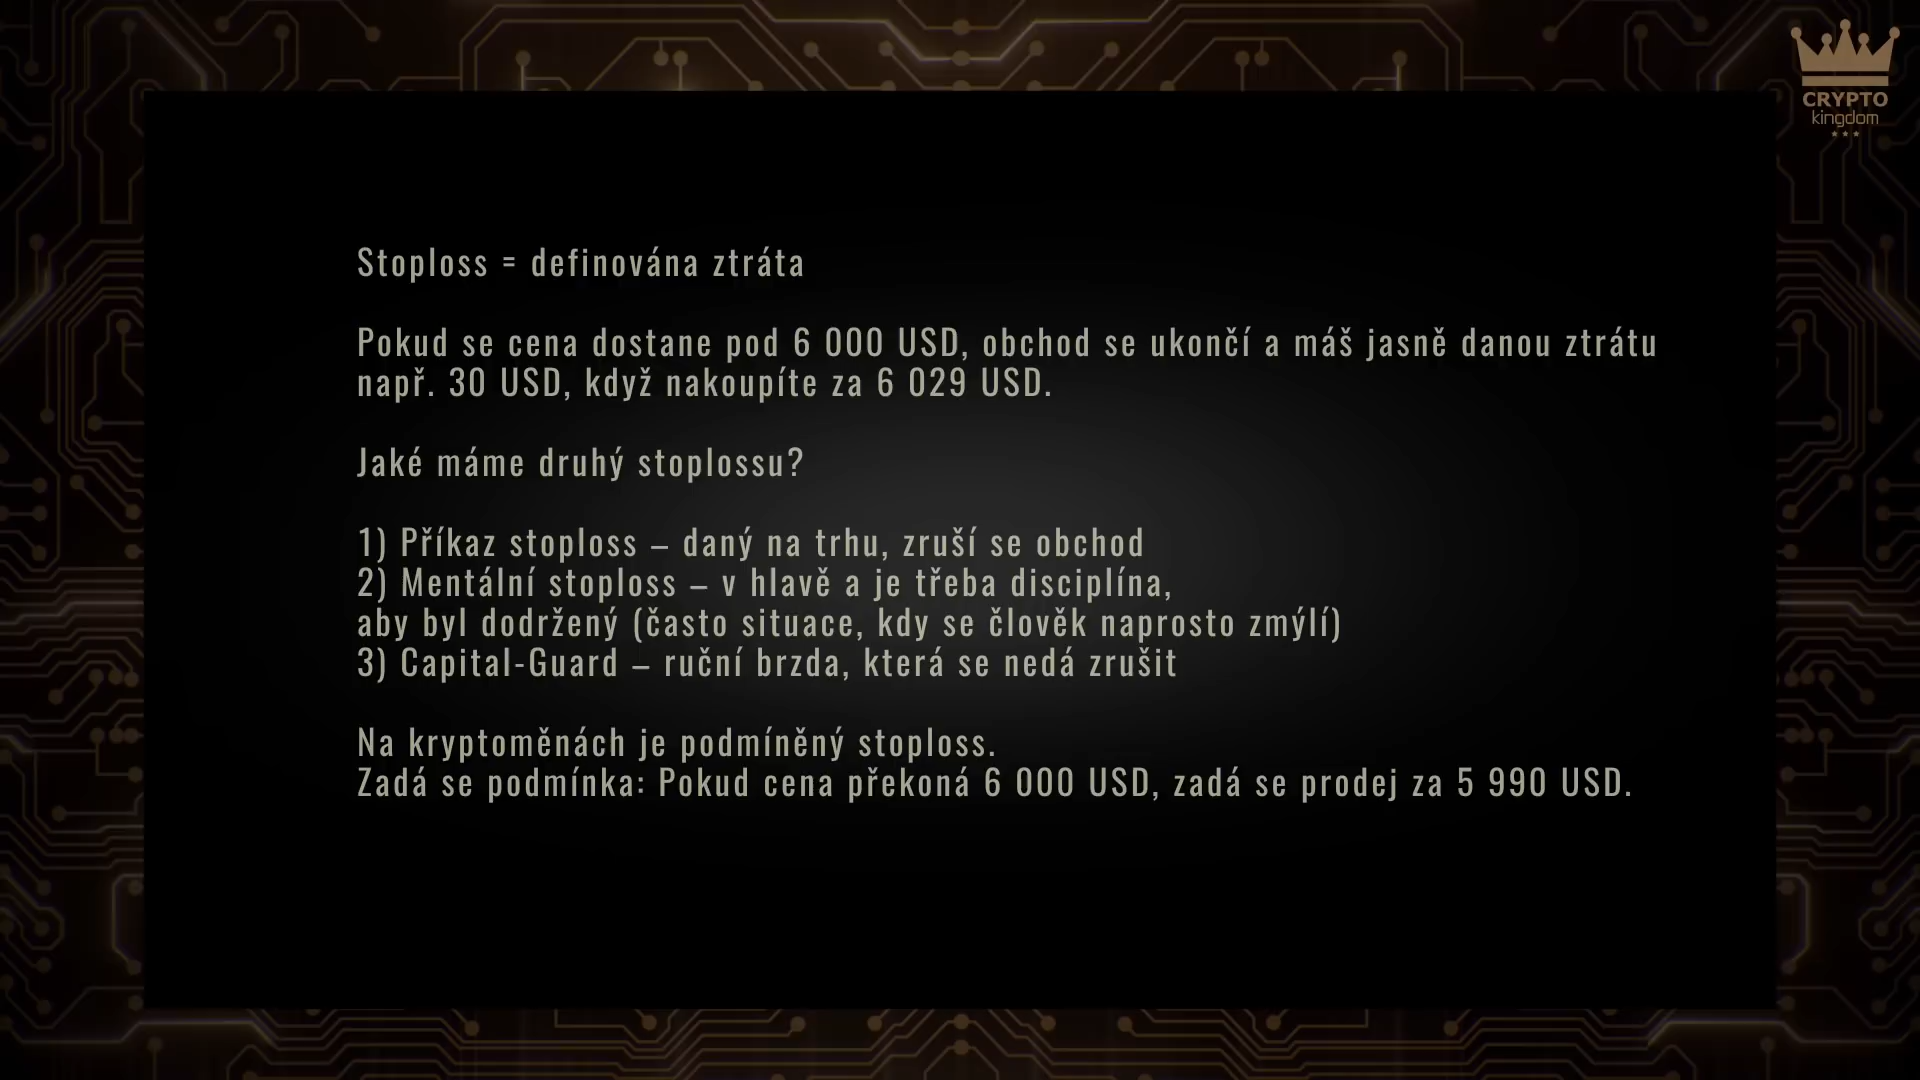 CRYPTO
kingdom
Stoploss = definována ztráta
Pokud se cena dostane pod 6 000 USD, obchod se ukončí a máš jasně danou ztrátu
např. 30 USD, když nakoupíte za 6 029 USD.
Jaké máme druhý stoplossu?
1) Příkaz stoploss – daný na trhu, zruší se obchod
2) Mentální stoploss – v hlavě a je třeba disciplína,
aby byl dodržený (často situace, kdy se člověk naprosto zmýlí)
3) Capital-Guard – ruční brzda, která se nedá zrušit
Na kryptoměnách je podmíněný stoploss.
Zadá se podmínka: Pokud cena překoná 6 000 USD, zadá se prodej za 5 990 USD.